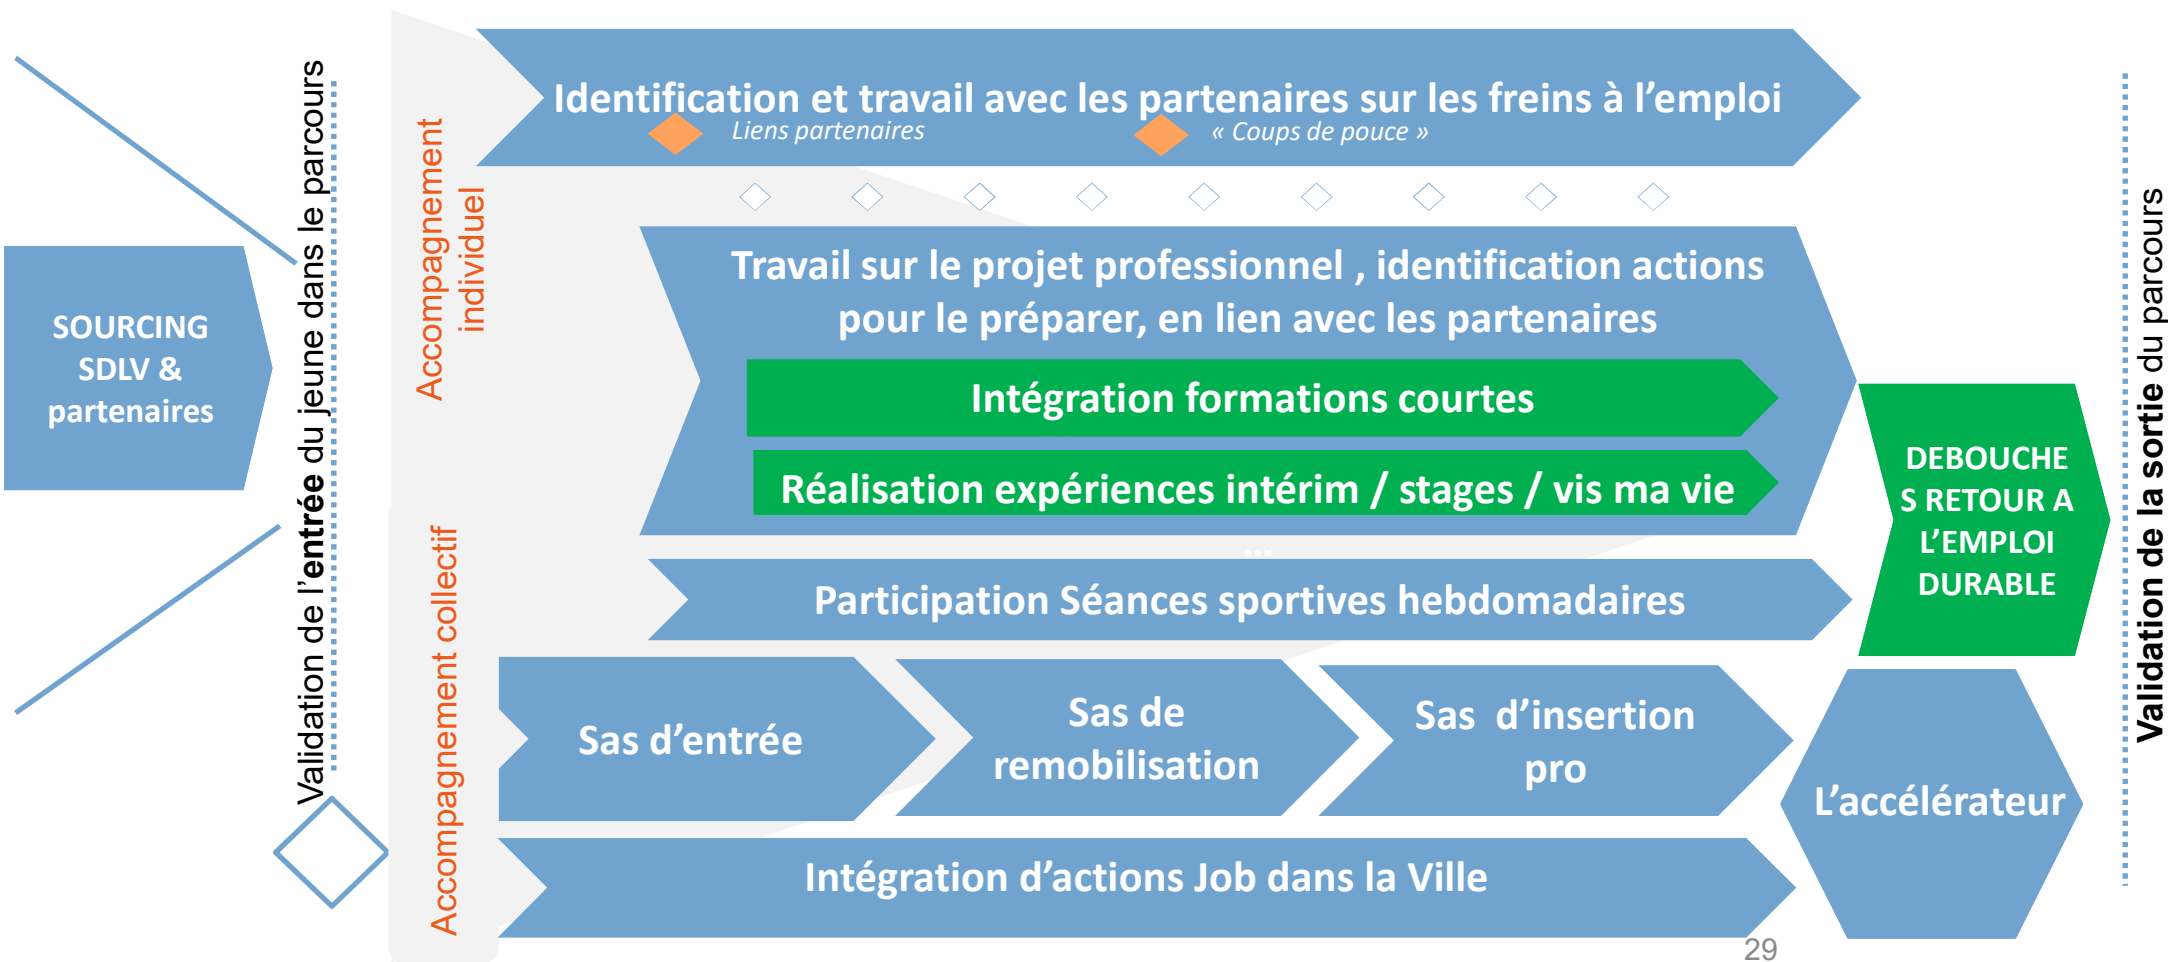 SOURCING
SDLV &
partenaires
Validation de l’entrée du jeune dans le parcours
Accompagnement
individuel
Identification et travail avec les partenaires sur les freins à l’emploi
Liens partenaires
« Coups de pouce »
Travail sur le projet professionnel , identification actions
pour le préparer, en lien avec les partenaires
Intégration formations courtes
Réalisation expériences intérim / stages / vis ma vie
...
Accompagnement collectif
Participation Séances sportives hebdomadaires
Sas d’entrée
Sas de
remobilisation
Sas d’insertion
pro
Intégration d’actions Job dans la Ville
DEBOUCHE
S RETOUR A
L’EMPLOI
DURABLE
L’accélérateur
Validation de la sortie du parcours
29